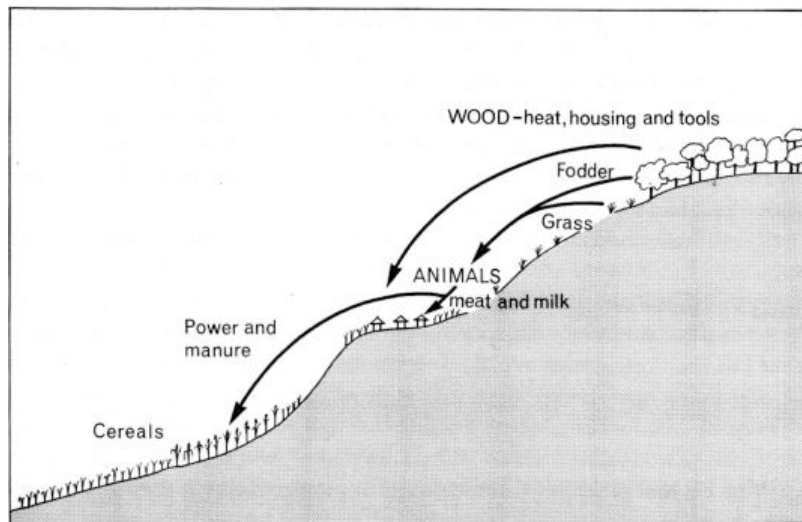 WOOD-heat, housing and tools
Fodder
Grass
ANIMALS
meat and milk
Power and
manure
Cereals